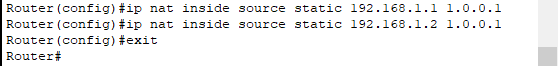 Router(config)#ip nat inside source static 192.168.1.1 1.0.0.1
Router(config)#ip nat inside source static 192.168.1.2 1.0.0.1
Router(config)#exit
Router#